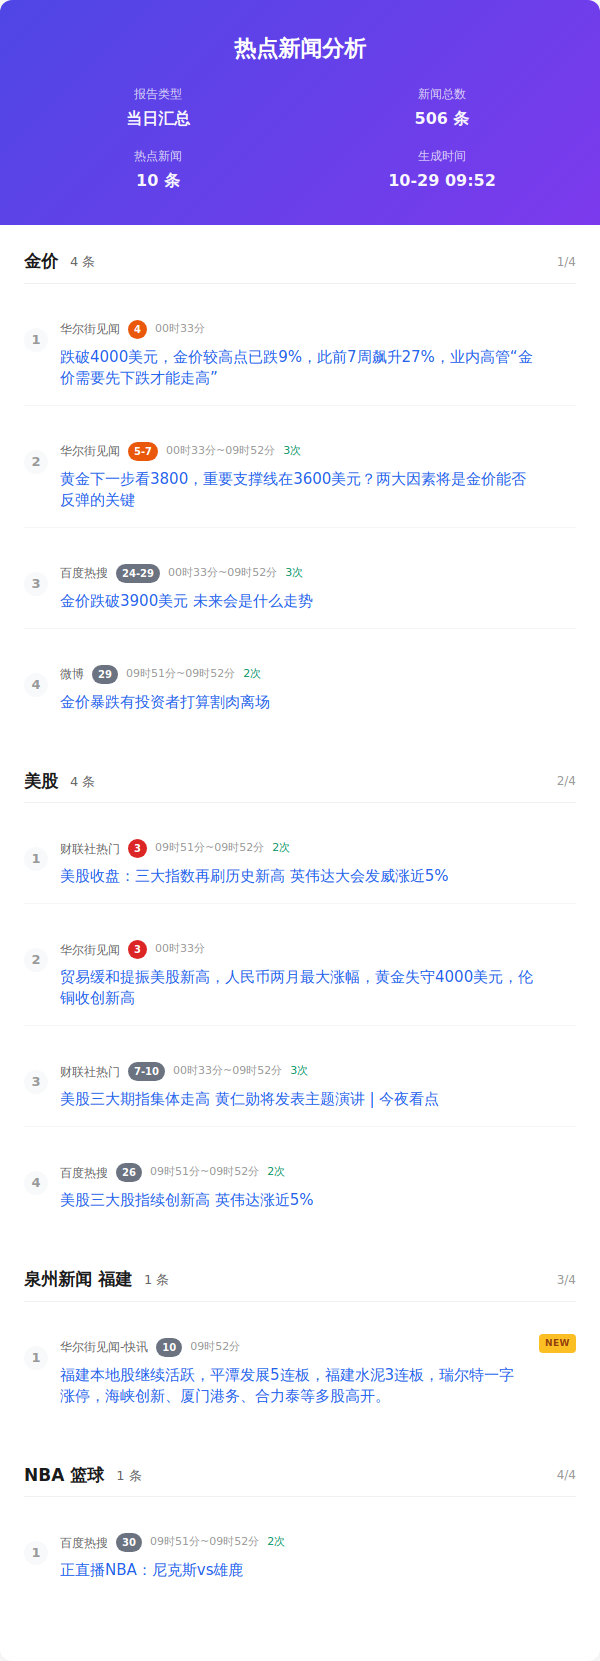 热点新闻分析
报告类型
当日汇总
新闻总数
506 条
热点新闻
10 条
生成时间
10-29 09:52
金价 4 条 1/4
1
华尔街见闻 4 00时33分
跌破4000美元，金价较高点已跌9%，此前7周飙升27%，业内高管“金
价需要先下跌才能走高”
2
华尔街见闻 5-7 00时33分~09时52分 3次
黄金下一步看3800，重要支撑线在3600美元？两大因素将是金价能否
反弹的关键
3
百度热搜 24-29 00时33分~09时52分 3次
金价跌破3900美元 未来会是什么走势
4
微博 29 09时51分~09时52分 2次
金价暴跌有投资者打算割肉离场
美股 4 条 2/4
1
财联社热门 3 09时51分~09时52分 2次
美股收盘：三大指数再刷历史新高 英伟达大会发威涨近5%
2
华尔街见闻 3 00时33分
贸易缓和提振美股新高，人民币两月最大涨幅，黄金失守4000美元，伦
铜收创新高
3
财联社热门 7-10 00时33分~09时52分 3次
美股三大期指集体走高 黄仁勋将发表主题演讲 | 今夜看点
4
百度热搜 26 09时51分~09时52分 2次
美股三大股指续创新高 英伟达涨近5%
泉州新闻 福建 1 条 3/4
1
华尔街见闻-快讯 10 09时52分 NEW
福建本地股继续活跃，平潭发展5连板，福建水泥3连板，瑞尔特一字
涨停，海峡创新、厦门港务、合力泰等多股高开。
NBA 篮球 1 条 4/4
1
百度热搜 30 09时51分~09时52分 2次
正直播NBA：尼克斯vs雄鹿